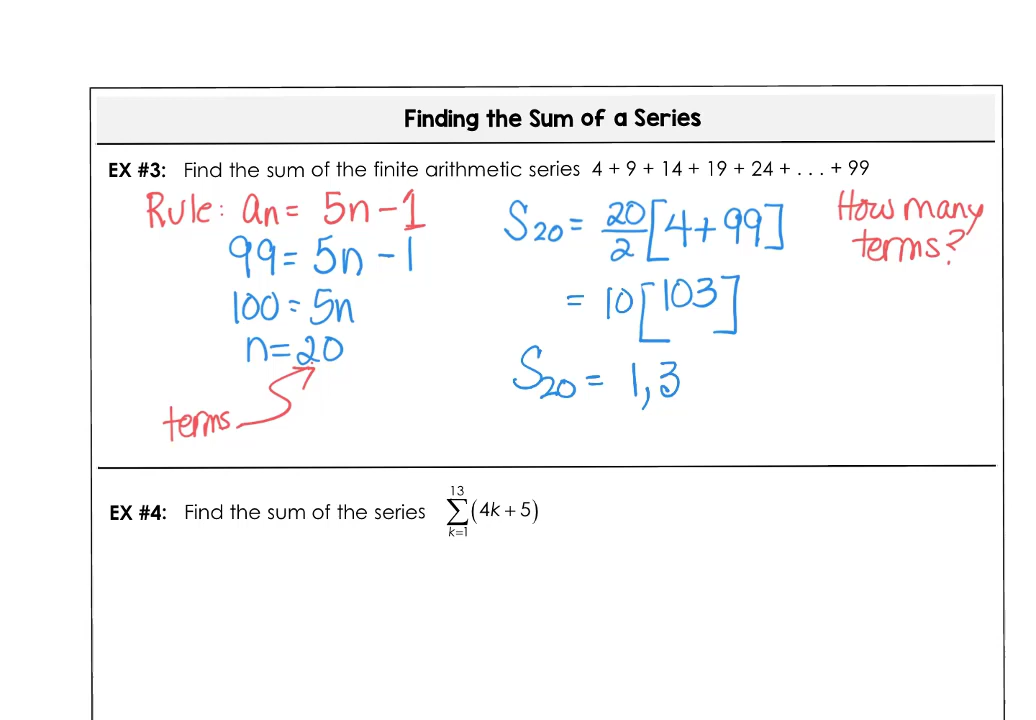 Finding the Sum of a Series
EX #3: Find the sum of the finite arithmetic series 4 + 9 + 14 + 19 + 24 + . . . + 99
Rule: aₙ = 5n - 1
99 = 5n - 1
100 = 5n
n = 20
terms
S₂₀ = 20/2 [4 + 99]
= 10 [103]
S₂₀ = 1,3
How many
terms?
EX #4: Find the sum of the series
13
∑ (4k + 5)
k=1